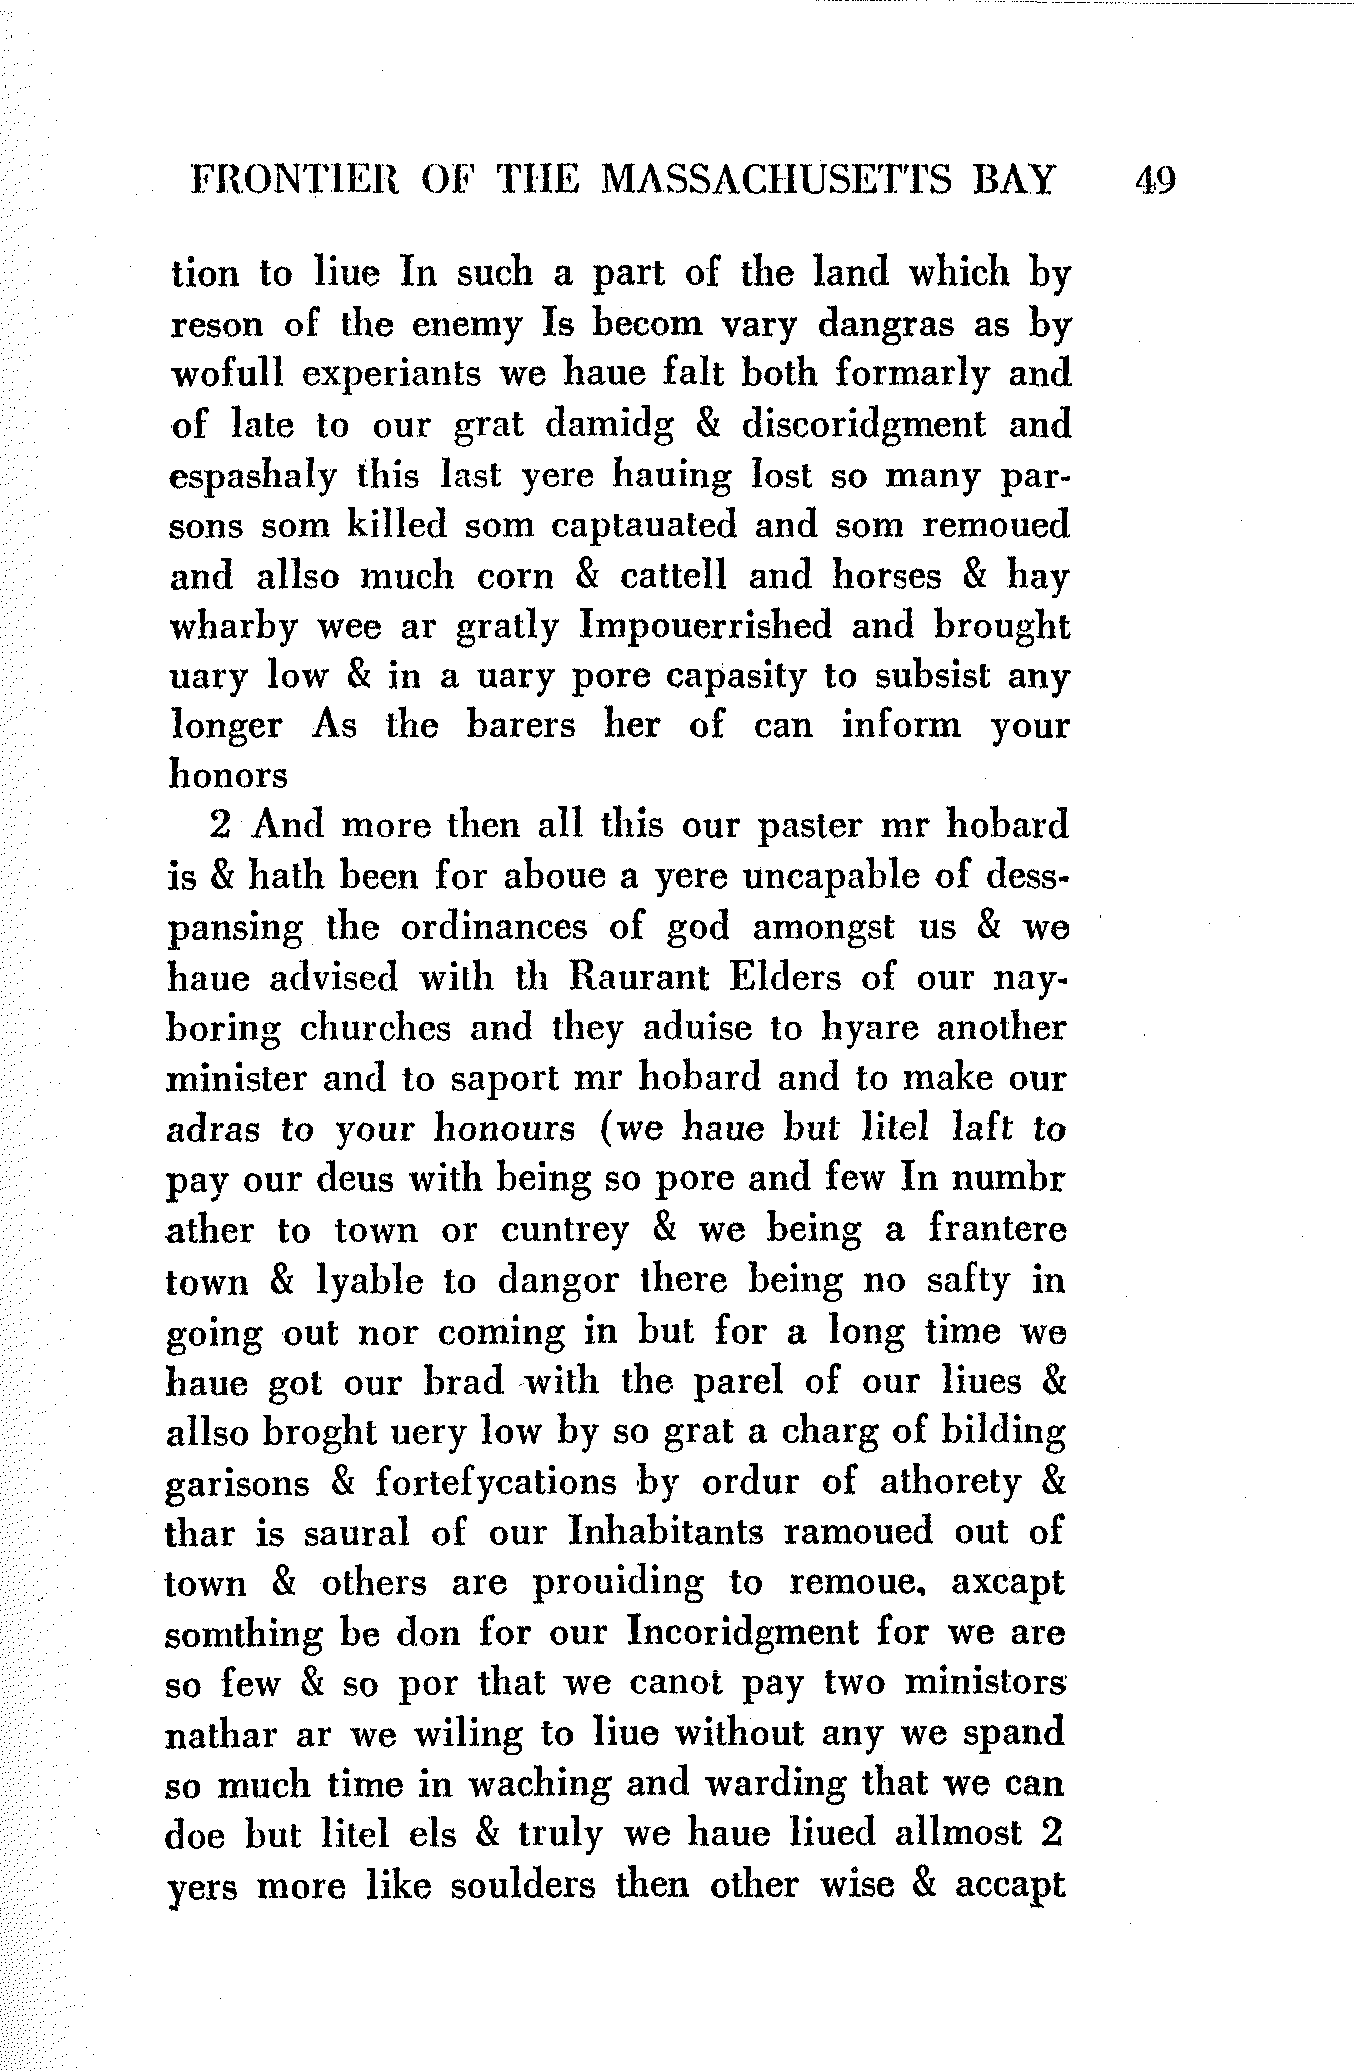 FRONTIER OF THE MASSACHUSETTS BAY 49
tion to liue In such a part of the land which by
reson of the enemy Is becom vary dangras as by
wofull experiants we haue falt both formarly and
of late to our grat damidg & discoridgment and
espashaly this last yere hauing lost so many par-
sons som killed som captauated and som remoued
and allso much corn & cattell and horses & hay
wharby wee ar gratly Impouerrished and brought
uary low & in a uary pore capasity to subsist any
longer As the barers her of can inform your
honors
2 And more then all this our paster mr hobard
is & hath been for aboue a yere uncapable of dess-
pansing the ordinances of god amongst us & we
haue advised with th Raurant Elders of our nay-
boring churches and they aduise to hyare another
minister and to saport mr hobard and to make our
adras to your honours (we haue but litel laft to
pay our deus with being so pore and few In numbr
ather to town or cuntrey & we being a frantere
town & lyable to dangor there being no safty in
going out nor coming in but for a long time we
haue got our brad with the parel of our liues &
allso broght uery low by so grat a charg of bilding
garisons & fortefycations by ordur of athorety &
thar is saural of our Inhabitants ramoued out of
town & others are prouiding to remoue, axcapt
somthing be don for our Incoridgment for we are
so few & so por that we canot pay two ministors
nathar ar we wiling to liue without any we spand
so much time in waching and warding that we can
doe but litel els & truly we haue liued allmost 2
yers more like soulders then other wise & accapt